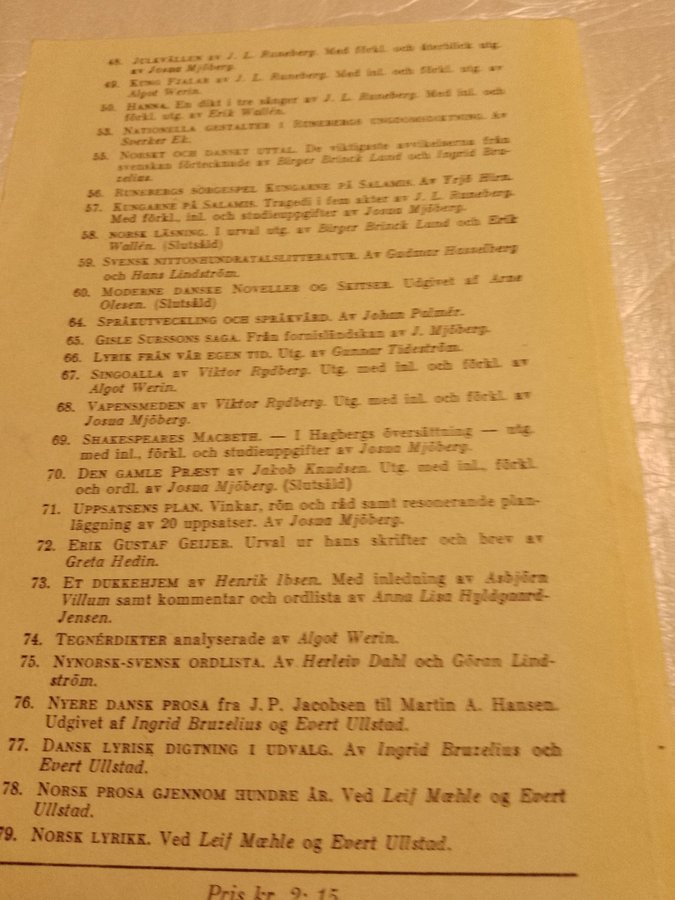 48. JULKVÄLLEN av J. L. Runeberg. Med förkl. och återblick utg.
av Josua Mjöberg.
49. KUNG FJALAR av J. L. Runeberg. Med inl. och förkl. utg. av
Algot Werin.
50. HANNA. En dikt i tre sånger av J. L. Runeberg. Med inl. och
förkl. utg. av Erik Wallén.
53. NATIONELLA GESTALTER I RUNEBERGS UNGDOMSDIKTNING. Av
Sverker Ek.
55. NORSKT OCH DANSKT UTTAL. De viktigaste avvikelserna från
svenskan förtecknade av Birger Brinck Lund och Ingrid Bru-
zelius.
56. RUNEBERGS SORGESPEL KUNGARNE PÅ SALAMIS. Av Yrjö Hirn.
57. KUNGARNE PÅ SALAMIS. Tragedi i fem akter av J. L. Runeberg.
Med förkl., inl. och studieuppgifter av Josua Mjöberg.
58. NORSK LÄSNING. I urval utg. av Birger Brinck Lund och Erik
Wallén. (Slutsåld)
59. SVENSK NITTONHUNDRATALSLITTERATUR. Av Gudmar Hasselberg
och Hans Lindström.
60. MODERNE DANSKE NOVELLER OG SKITSER. Udgivet af Arne
Olesen. (Slutsåld)
64. SPRÅKUTVECKLING OCH SPRÅKVÅRD. Av Johan Palmér.
65. GISLE SURSSONS SAGA. Från fornisländskan av J. Mjöberg.
66. LYRIK FRÅN VÅR EGEN TID. Utg. av Gunnar Tideström.
67. SINGOALLA av Viktor Rydberg. Utg. med inl. och förkl. av
Algot Werin.
68. VAPENSMEDEN av Viktor Rydberg. Utg. med inl. och förkl. av
Josua Mjöberg.
69. SHAKESPEARES MACBETH. — I Hagbergs översättning — utg.
med inl., förkl. och studieuppgifter av Josua Mjöberg.
70. DEN GAMLE PRÆST av Jakob Knudsen. Utg. med inl., förkl.
och ordl. av Josua Mjöberg. (Slutsåld)
71. UPPSATSENS PLAN. Vinkar, rön och råd samt resonerande plan-
läggning av 20 uppsatser. Av Josua Mjöberg.
72. ERIK GUSTAF GEIJER. Urval ur hans skrifter och brev av
Greta Hedin.
73. ET DUKKEHJEM av Henrik Ibsen. Med inledning av Asbjörn
Villum samt kommentar och ordlista av Anna Lisa Hyldgaard-
Jensen.
74. TEGNÉRDIKTER analyserade av Algot Werin.
75. NYNORSK-SVENSK ORDLISTA. Av Herleiv Dahl och Göran Lind-
ström.
76. NYERE DANSK PROSA fra J. P. Jacobsen til Martin A. Hansen.
Udgivet af Ingrid Bruzelius og Evert Ullstad.
77. DANSK LYRISK DIGTNING I UDVALG. Av Ingrid Bruzelius och
Evert Ullstad.
78. NORSK PROSA GJENNOM HUNDRE ÅR. Ved Leif Mæhle og Evert
Ullstad.
79. NORSK LYRIKK. Ved Leif Mæhle og Evert Ullstad.
Pris kr. 2: 15